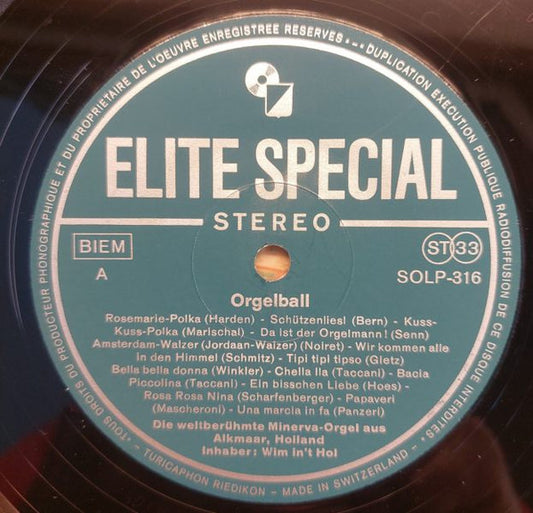 TOUS DROITS DU PRODUCTEUR PHONOGRAPHIQUE ET DU PROPRIETAIRE DE L'OEUVRE ENREGISTREE RESERVES • DUPLICATION EXECUTION PUBLIQUE RADIODIFFUSION DE CE DISQUE INTERDITES
ELITE SPECIAL
STEREO
BIEM
ST 33
A
SOLP-316
Orgelball
Rosemarie-Polka (Harden) - Schützenliesl (Bern) - Kuss-
Kuss-Polka (Marischal) - Da ist der Orgelmann! (Senn)
Amsterdam-Walzer (Jordaan-Walzer) (Noiret) - Wir kommen alle
in den Himmel (Schmitz) - Tipi tipi tipso (Gietz)
Bella bella donna (Winkler) - Chella lla (Taccani) - Bacia
Piccolina (Taccani) - Ein bisschen Liebe (Hoes) -
Rosa Rosa Nina (Scharfenberger) - Papaveri
(Mascheroni) - Una marcia in fa (Panzeri)
Die weltberühmte Minerva-Orgel aus
Alkmaar, Holland
Inhaber: Wim in't Hol
TURICAPHON RIEDIKON - MADE IN SWITZERLAND -